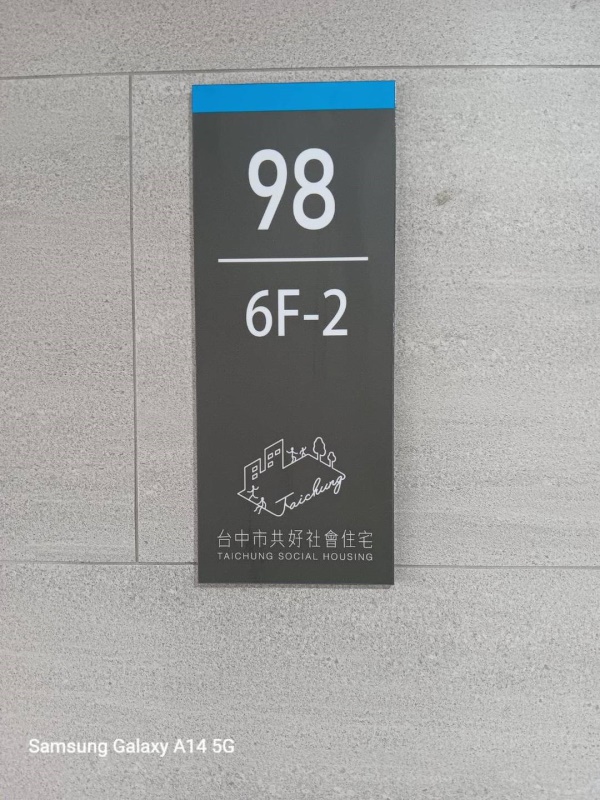 98
6F-2
Taichung
台中市共好社會住宅
TAICHUNG SOCIAL HOUSING
Samsung Galaxy A14 5G